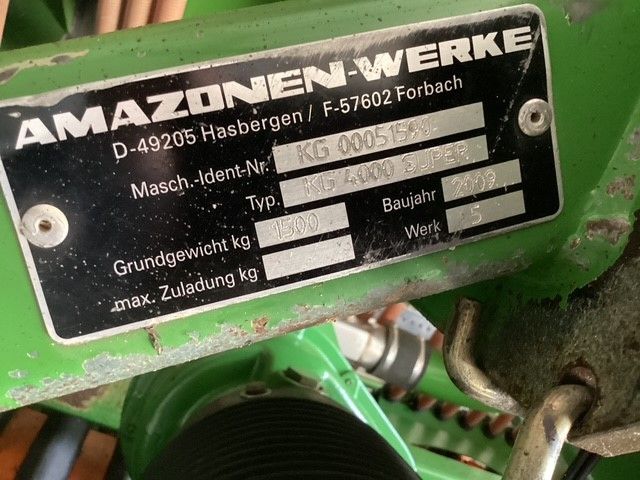 AMAZONEN-WERKE
D-49205 Hasbergen / F-57602 Forbach
Masch.-Ident-Nr. KG 00051590
Typ. KG 4000 SUPER
Grundgewicht kg 1500 Baujahr 2009
max. Zuladung kg Werk 5